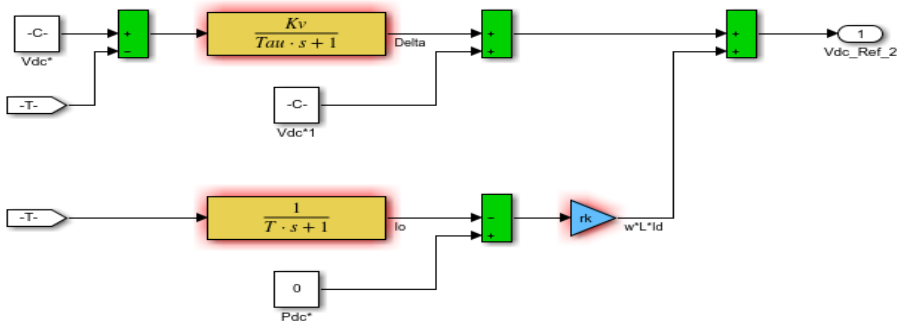 -C-
Vdc*
-T-
Kv
Tau · s + 1
Delta
-C-
Vdc*1
1
Vdc_Ref_2
-T-
1
T · s + 1
Io
0
Pdc*
rk
w*L*Id